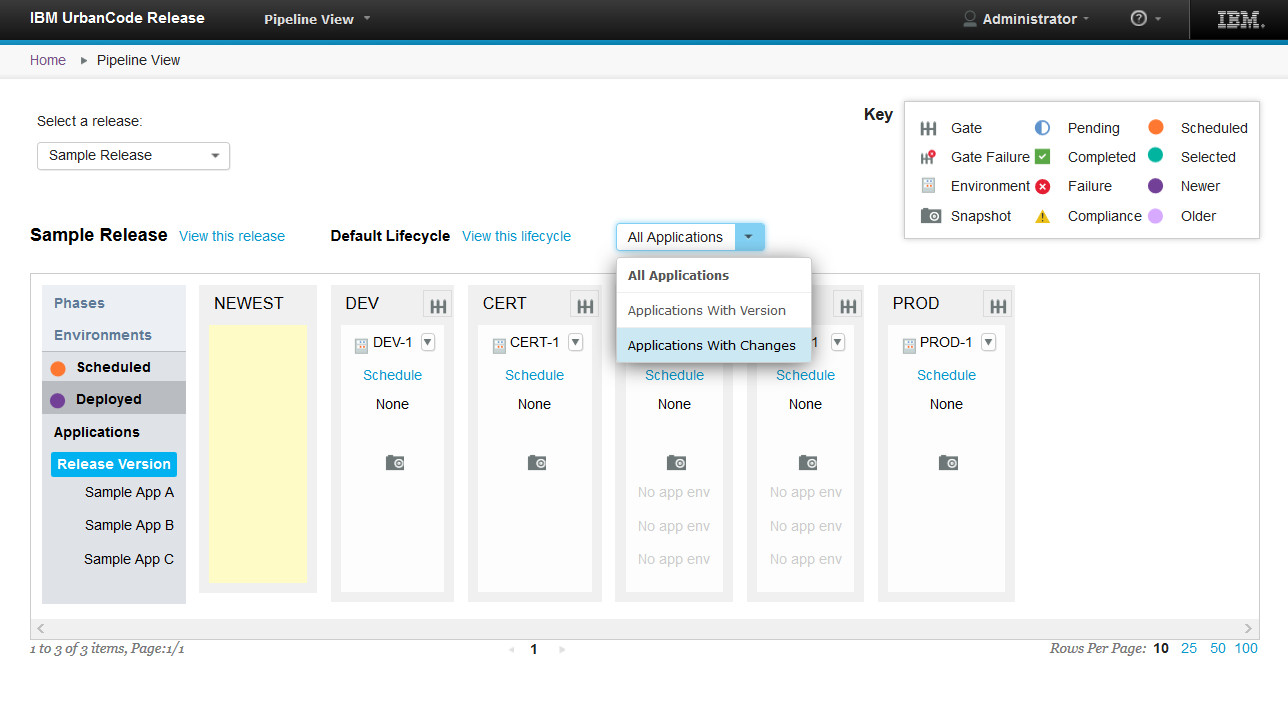 IBM UrbanCode Release
Pipeline View
Administrator
?
IBM.
Home
Pipeline View
Select a release:
Sample Release
Key
Gate
Pending
Scheduled
Gate Failure
Completed
Selected
Environment
Failure
Newer
Snapshot
Compliance
Older
Sample Release
View this release
Default Lifecycle
View this lifecycle
All Applications
All Applications
Applications With Version
Applications With Changes
Phases
Environments
Scheduled
Deployed
Applications
Release Version
Sample App A
Sample App B
Sample App C
NEWEST
DEV
DEV-1
Schedule
None
CERT
CERT-1
Schedule
None
Schedule
None
No app env
No app env
No app env
1
Schedule
None
No app env
No app env
No app env
PROD
PROD-1
Schedule
None
1 to 3 of 3 items, Page:1/1
1
Rows Per Page: 10 25 50 100